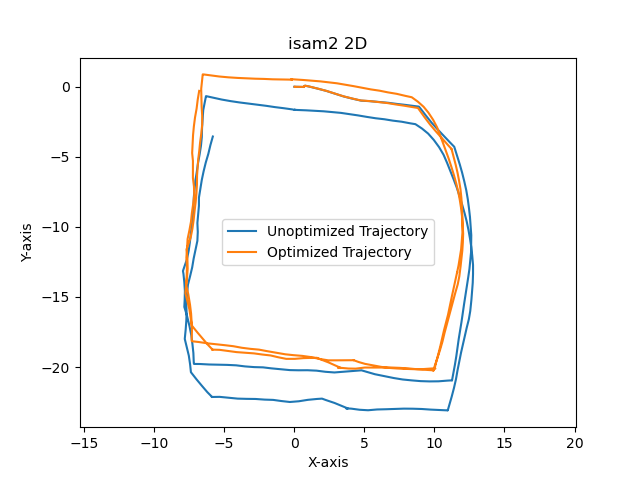 isam2 2D
0
−5
−10
−15
−20
Y-axis
Unoptimized Trajectory
Optimized Trajectory
−15 −10 −5 0 5 10 15 20
X-axis